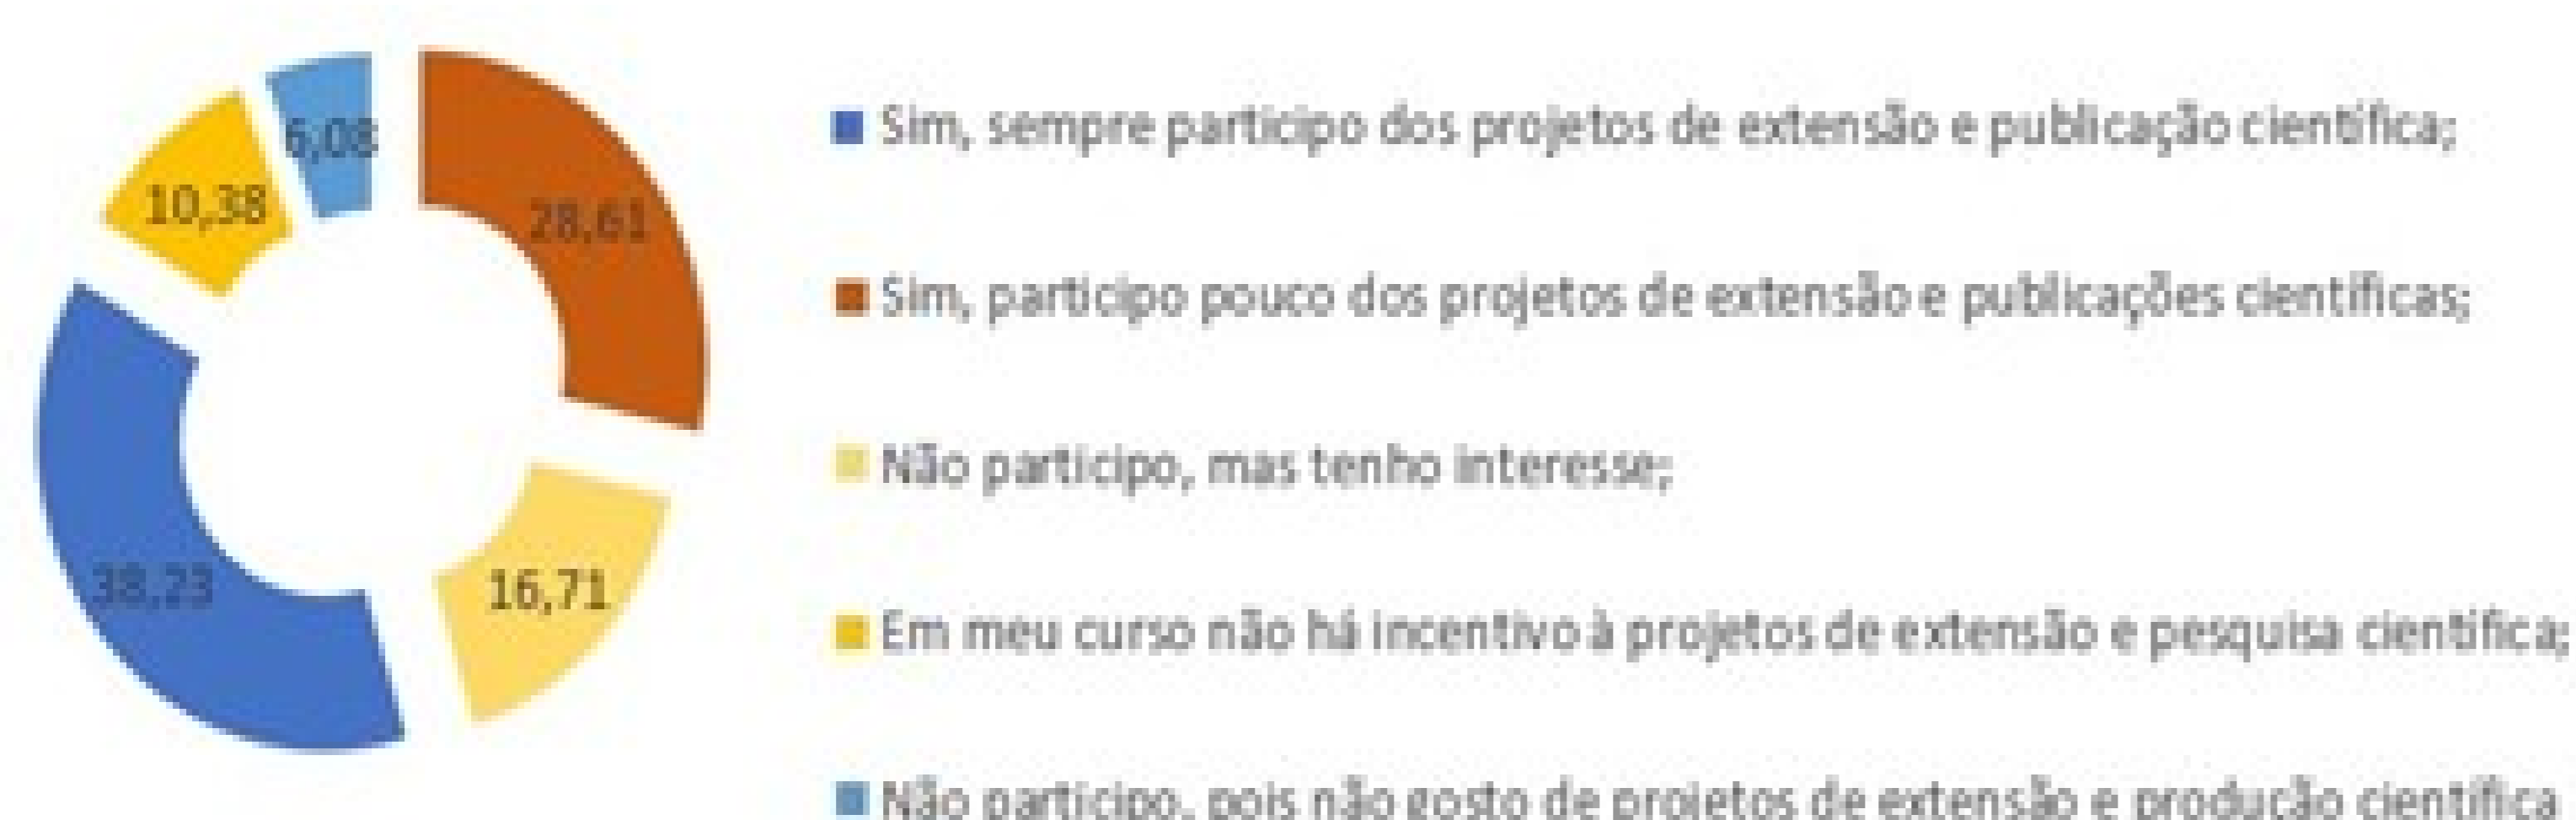 6,08
28,61
10,38
38,23
16,71
Sim, sempre participo dos projetos de extensão e publicação científica;
Sim, participo pouco dos projetos de extensão e publicações científicas;
Não participo, mas tenho interesse;
Em meu curso não há incentivo à projetos de extensão e pesquisa científica;
Não participo, pois não gosto de projetos de extensão e produção científica